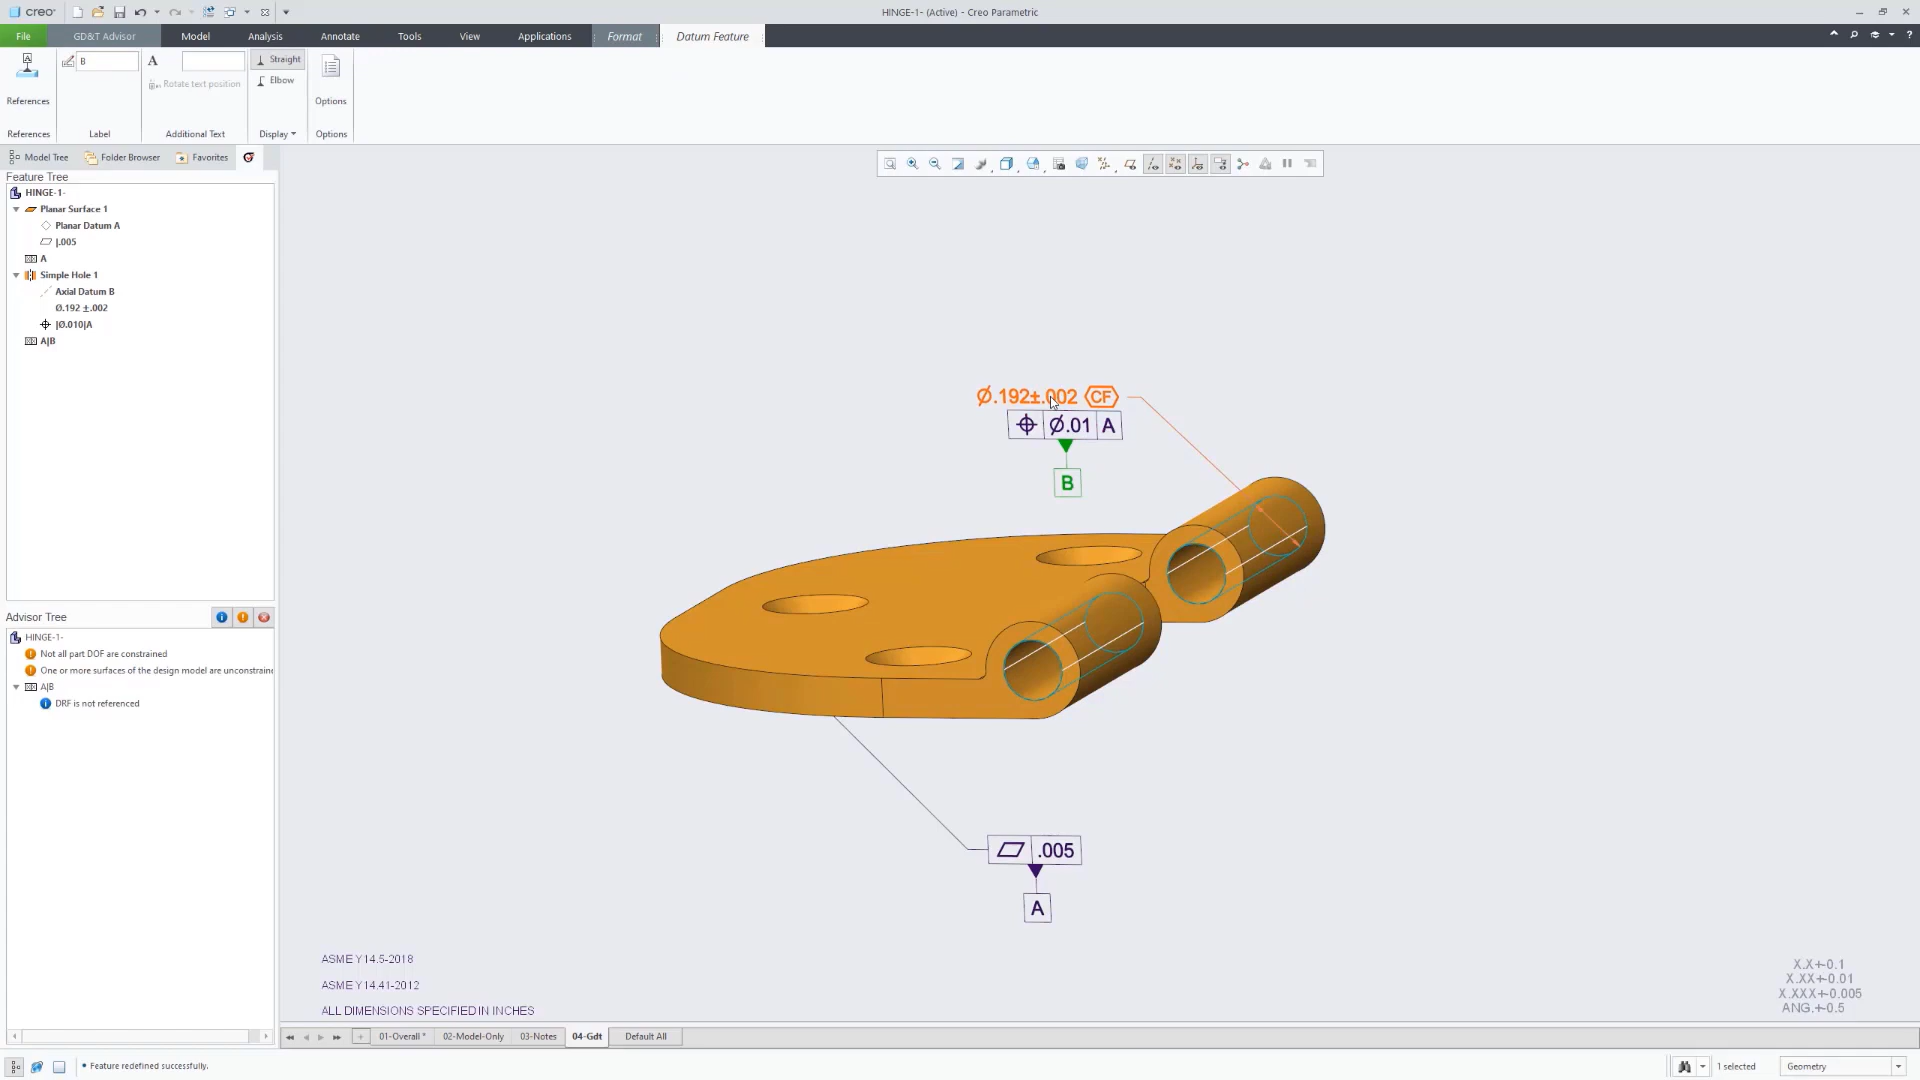 creo
HINGE-1- (Active) - Creo Parametric
File
GD&T Advisor
Model
Analysis
Annotate
Tools
View
Applications
Format
Datum Feature
References
References
B
Label
A
Rotate text position
Additional Text
Straight
Elbow
Display
Options
Options
Model Tree
Folder Browser
Favorites
Feature Tree
HINGE-1-
Planar Surface 1
Planar Datum A
|.005
A
Simple Hole 1
Axial Datum B
Ø.192 ±.002
|Ø.010|A
A|B
Advisor Tree
HINGE-1-
Not all part DOF are constrained
One or more surfaces of the design model are unconstraine
A|B
DRF is not referenced
Ø.192±.002 CF
Ø.01 A
B
.005
A
ASME Y14.5-2018
ASME Y14.41-2012
ALL DIMENSIONS SPECIFIED IN INCHES
X.X+-0.1
X.XX+-0.01
X.XXX+-0.005
ANG.+-0.5
01-Overall *
02-Model-Only
03-Notes
04-Gdt
Default All
• Feature redefined successfully.
1 selected
Geometry